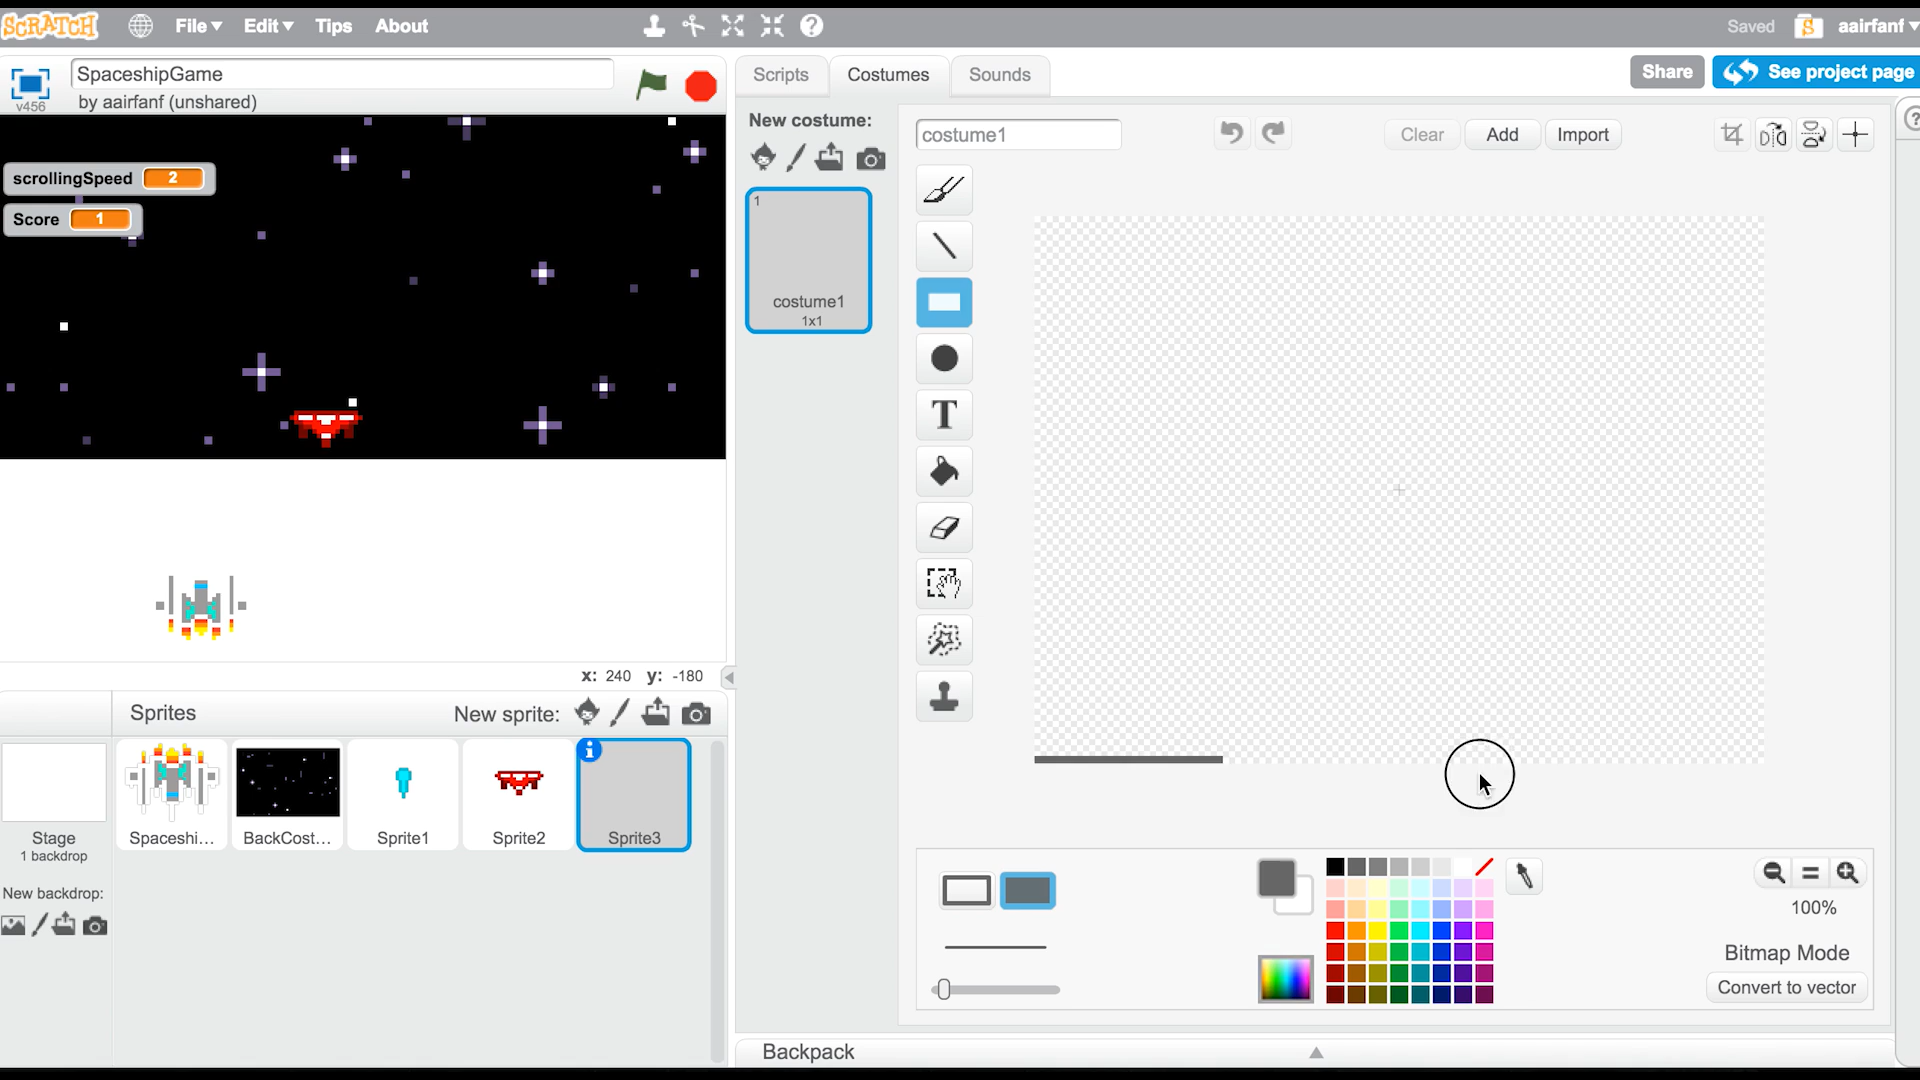 SCRATCH File▾ Edit▾ Tips About Saved aairfanf▾
SpaceshipGame
v456 by aairfanf (unshared)
Scripts Costumes Sounds Share See project page
New costume:
costume1 Clear Add Import
1
costume1
1x1
scrollingSpeed 2
Score 1
T
x: 240 y: -180
Sprites New sprite:
Spaceshi... BackCost... Sprite1 Sprite2 Sprite3
Stage
1 backdrop
New backdrop:
100%
Bitmap Mode
Convert to vector
Backpack